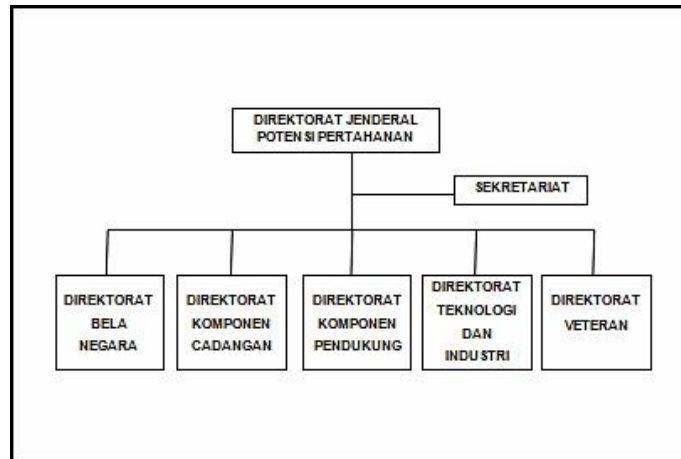 DIREKTORAT JENDERAL
POTENSI PERTAHANAN
SEKRETARIAT
DIREKTORAT
BELA
NEGARA
DIREKTORAT
KOMPONEN
CADANGAN
DIREKTORAT
KOMPONEN
PENDUKUNG
DIREKTORAT
TEKNOLOGI
DAN
INDUSTRI
DIREKTORAT
VETERAN